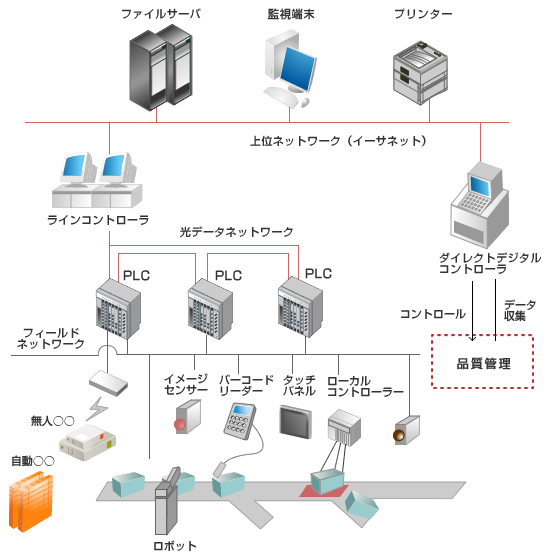 ファイルサーバ
監視端末
プリンター
上位ネットワーク（イーサネット）
ラインコントローラ
光データネットワーク
ダイレクトデジタル
コントローラ
PLC
PLC
PLC
コントロール
データ
収集
フィールド
ネットワーク
品質管理
イメージ
センサー
バーコード
リーダー
タッチ
パネル
ローカル
コントローラー
無人○○
自動○○
ロボット